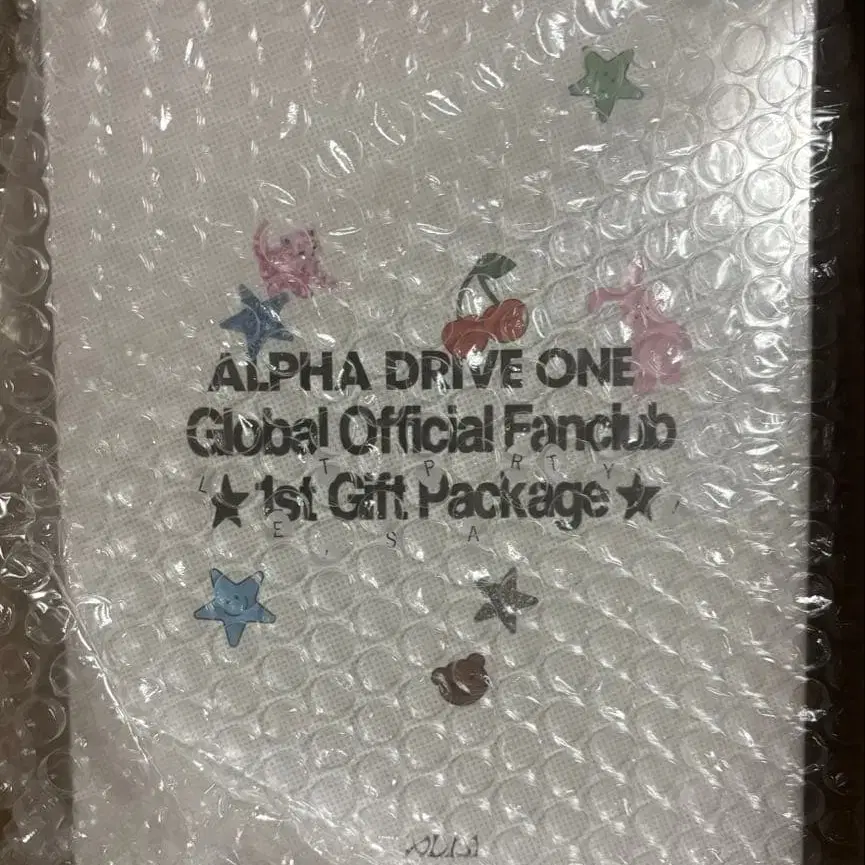 ALPHA DRIVE ONE
Global Official Fanclub
L T P R T Y
★ 1st Gift Package ★
E , S A ,